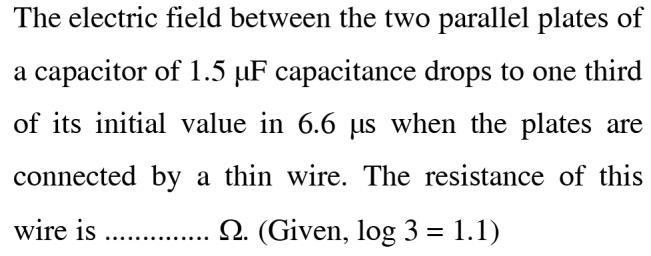 The electric field between the two parallel plates of
a capacitor of 1.5 μF capacitance drops to one third
of its initial value in 6.6 μs when the plates are
connected by a thin wire. The resistance of this
wire is .............. Ω. (Given, log 3 = 1.1)